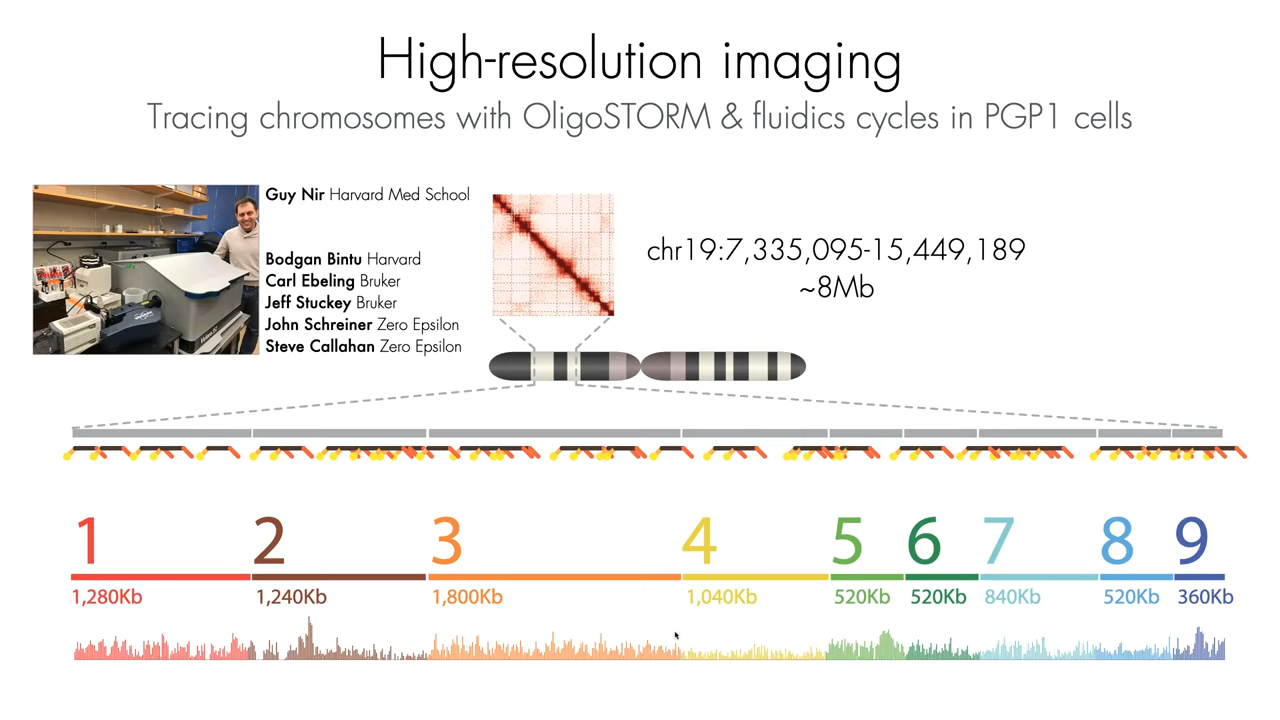 High-resolution imaging
Tracing chromosomes with OligoSTORM & fluidics cycles in PGP1 cells
Guy Nir Harvard Med School
Bodgan Bintu Harvard
Carl Ebeling Bruker
Jeff Stuckey Bruker
John Schreiner Zero Epsilon
Steve Callahan Zero Epsilon
chr19:7,335,095-15,449,189
~8Mb
1 2 3 4 5 6 7 8 9
1,280Kb 1,240Kb 1,800Kb 1,040Kb 520Kb 520Kb 840Kb 520Kb 360Kb